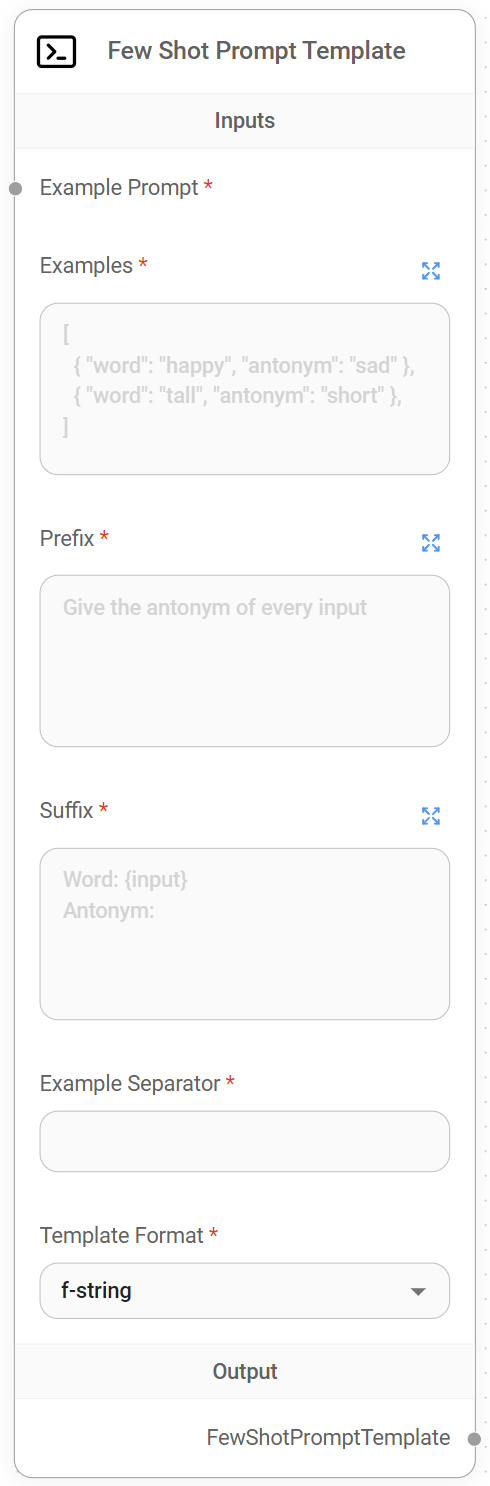 Few Shot Prompt Template
Inputs
Example Prompt *
Examples *
[
{ "word": "happy", "antonym": "sad" },
{ "word": "tall", "antonym": "short" },
]
Prefix *
Give the antonym of every input
Suffix *
Word: {input}
Antonym:
Example Separator *
Template Format *
f-string
Output
FewShotPromptTemplate